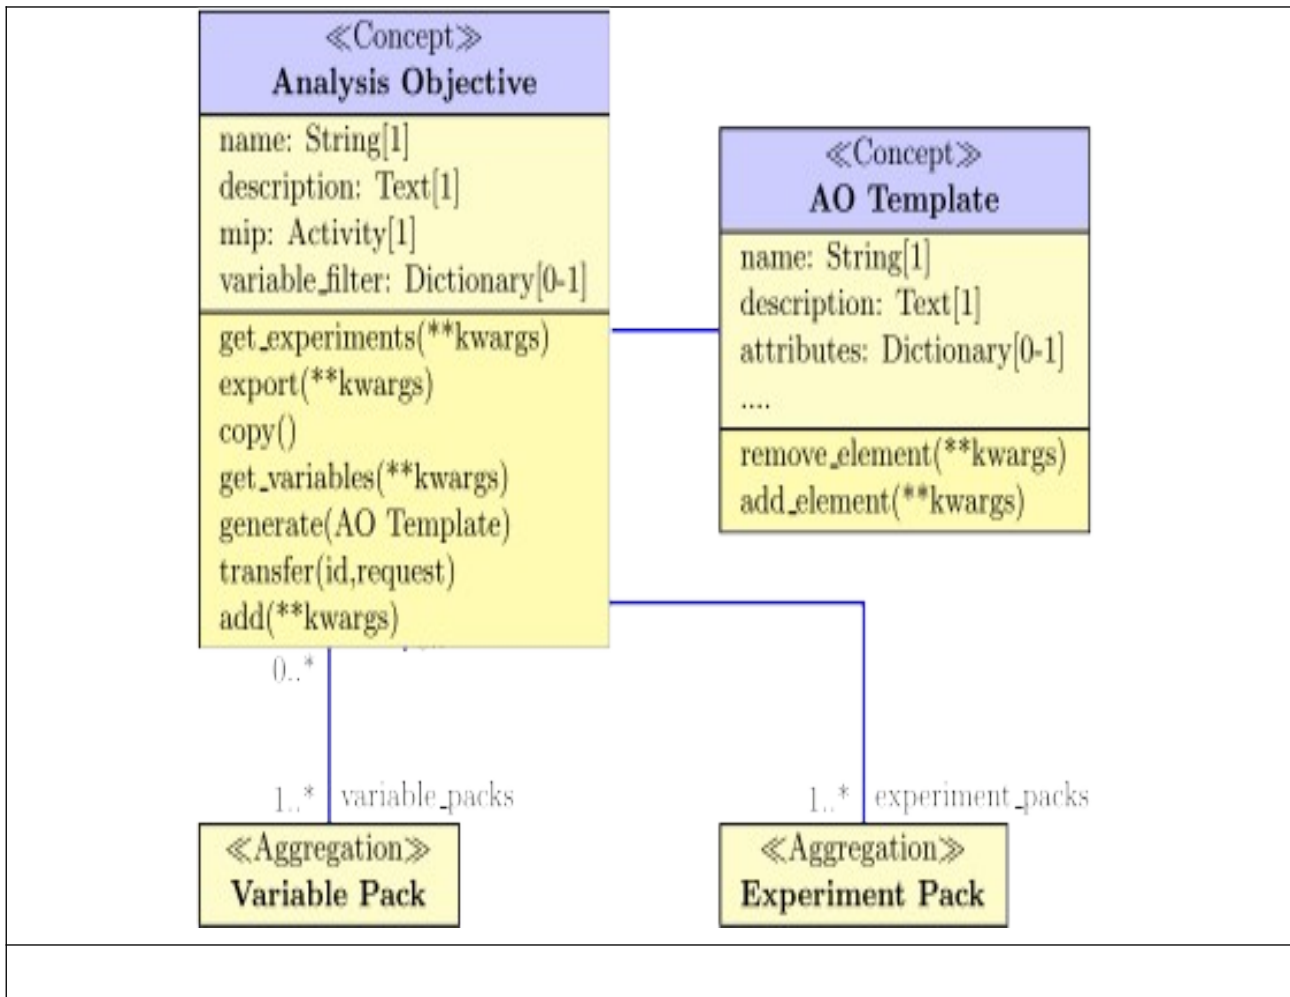 ≪Concept≫
Analysis Objective
name: String[1]
description: Text[1]
mip: Activity[1]
variable_filter: Dictionary[0-1]
get_experiments(**kwargs)
export(**kwargs)
copy()
get_variables(**kwargs)
generate(AO Template)
transfer(id,request)
add(**kwargs)
≪Concept≫
AO Template
name: String[1]
description: Text[1]
attributes: Dictionary[0-1]
....
remove_element(**kwargs)
add_element(**kwargs)
0..*
1..* variable_packs
1..* experiment_packs
≪Aggregation≫
Variable Pack
≪Aggregation≫
Experiment Pack